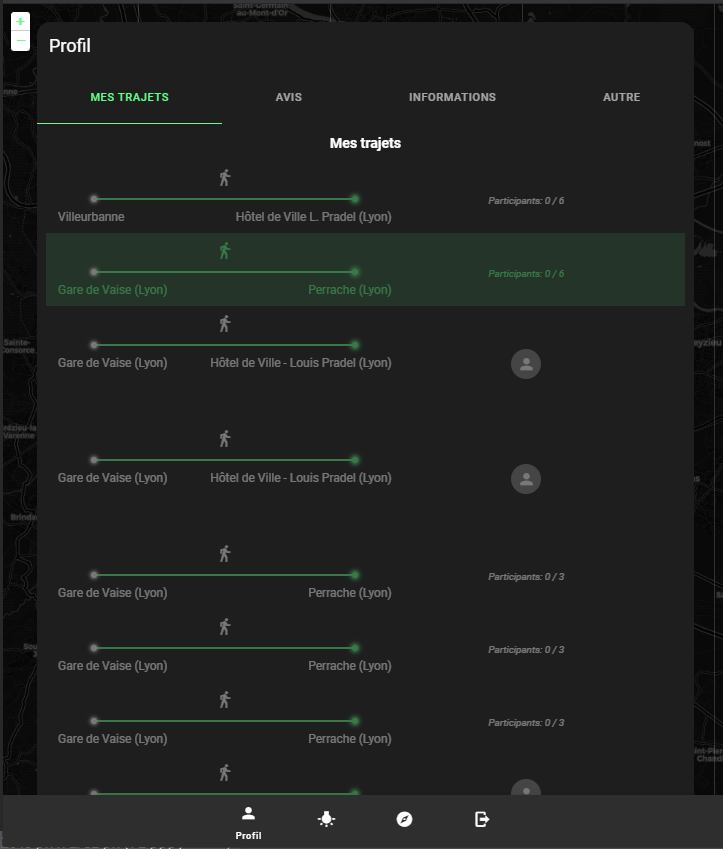 Saint-Germain
au-Mont-d'Or
+
−
Profil
MES TRAJETS
AVIS
INFORMATIONS
AUTRE
Mes trajets
Villeurbanne
Hôtel de Ville L. Pradel (Lyon)
Participants: 0 / 6
Gare de Vaise (Lyon)
Perrache (Lyon)
Participants: 0 / 6
Gare de Vaise (Lyon)
Hôtel de Ville - Louis Pradel (Lyon)
Sainte-
Consorce
Gare de Vaise (Lyon)
Hôtel de Ville - Louis Pradel (Lyon)
Varenne
Gare de Vaise (Lyon)
Perrache (Lyon)
Participants: 0 / 3
Gare de Vaise (Lyon)
Perrache (Lyon)
Participants: 0 / 3
Gare de Vaise (Lyon)
Perrache (Lyon)
Participants: 0 / 3
Profil